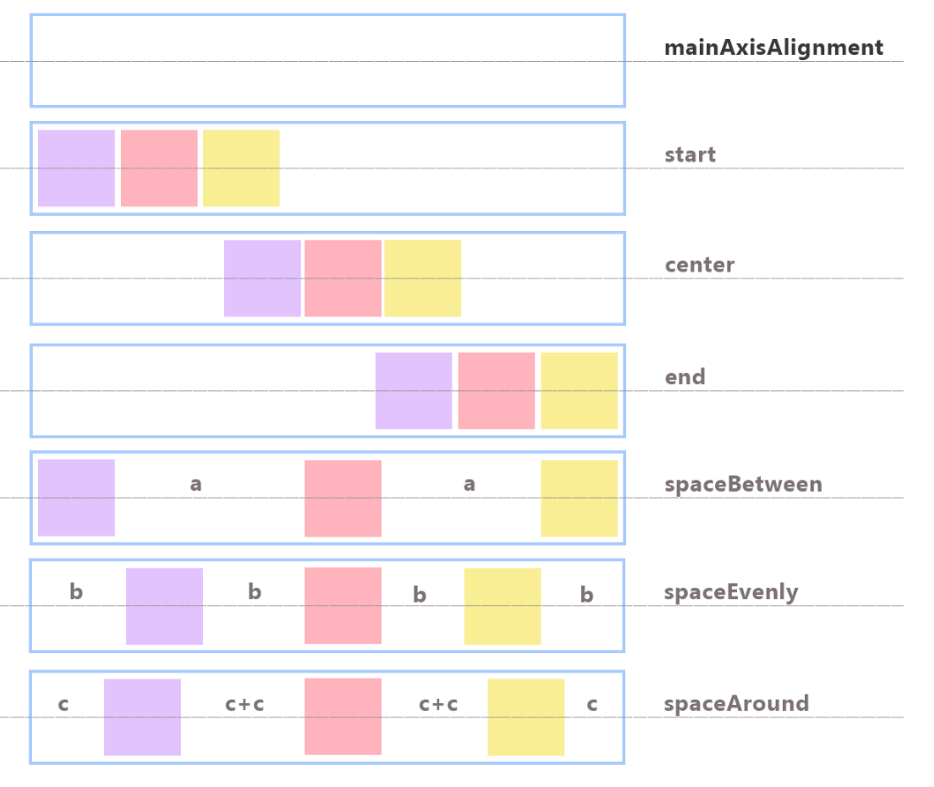 mainAxisAlignment
start
center
end
a a spaceBetween
b b b b spaceEvenly
c c+c c+c c spaceAround